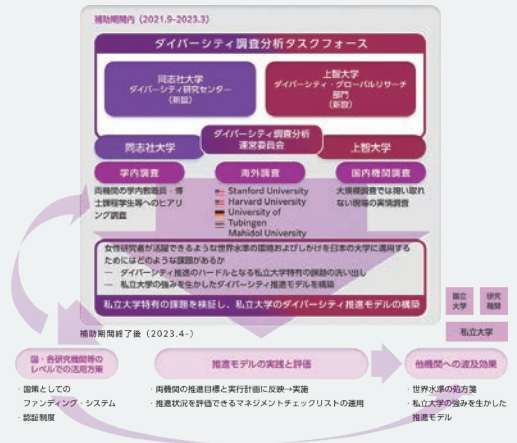 補助期間内（2021.9-2023.3）
ダイバーシティ調査分析タスクフォース
同志社大学
ダイバーシティ研究センター
（新設）
上智大学
ダイバーシティ・グローバルリサーチ
部門
（新設）
同志社大学
ダイバーシティ調査分析
運営委員会
上智大学
学内調査
海外調査
国内機関調査
両機関の学内教職員・博
士課程学生等へのヒアリ
ング調査
Stanford University
Harvard University
University of
Tubingen
Mahidol University
大規模調査では掬い取れ
ない現場の実情調査
女性研究者が活躍できるような世界水準の環境およびしかけを日本の大学に適用する
ためにはどのような課題があるか
― ダイバーシティ推進のハードルとなる私立大学特有の課題の洗い出し
― 私立大学の強みを生かしたダイバーシティ推進モデルを構築
私立大学特有の課題を検証し、私立大学のダイバーシティ推進モデルの構築
国立
大学
研究
機関
私立大学
補助期間終了後（2023.4-）
国・各研究機関等の
レベルでの活用方策
推進モデルの実践と評価
他機関への波及効果
・国策としての
ファンディング・システム
・認証制度
・両機関の推進目標と実行計画に反映→実施
・推進状況を評価できるマネジメントチェックリストの運用
・世界水準の処方箋
・私立大学の強みを生かした
推進モデル